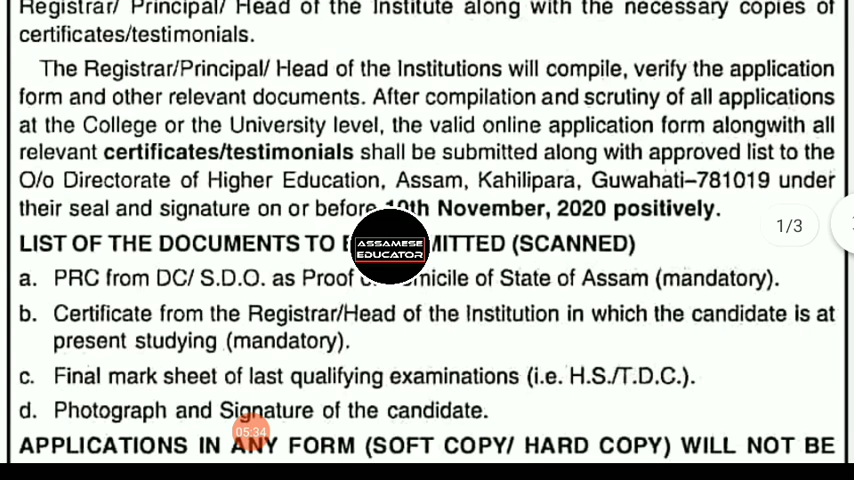 Registrar/ Principal/ Head of the Institute along with the necessary copies of
certificates/testimonials.
The Registrar/Principal/ Head of the Institutions will compile, verify the application
form and other relevant documents. After compilation and scrutiny of all applications
at the College or the University level, the valid online application form alongwith all
relevant certificates/testimonials shall be submitted along with approved list to the
O/o Directorate of Higher Education, Assam, Kahilipara, Guwahati–781019 under
their seal and signature on or before 10th November, 2020 positively.
1/3
LIST OF THE DOCUMENTS TO (SCANNED)
ASSAMESE
EDUCATOR
a. PRC from DC/ S.D.O. as Proof of Domicile of State of Assam (mandatory).
b. Certificate from the Registrar/Head of the Institution in which the candidate is at
present studying (mandatory).
c. Final mark sheet of last qualifying examinations (i.e. H.S./T.D.C.).
d. Photograph and Signature of the candidate.
05:34
APPLICATIONS IN ANY FORM (SOFT COPY/ HARD COPY) WILL NOT BE